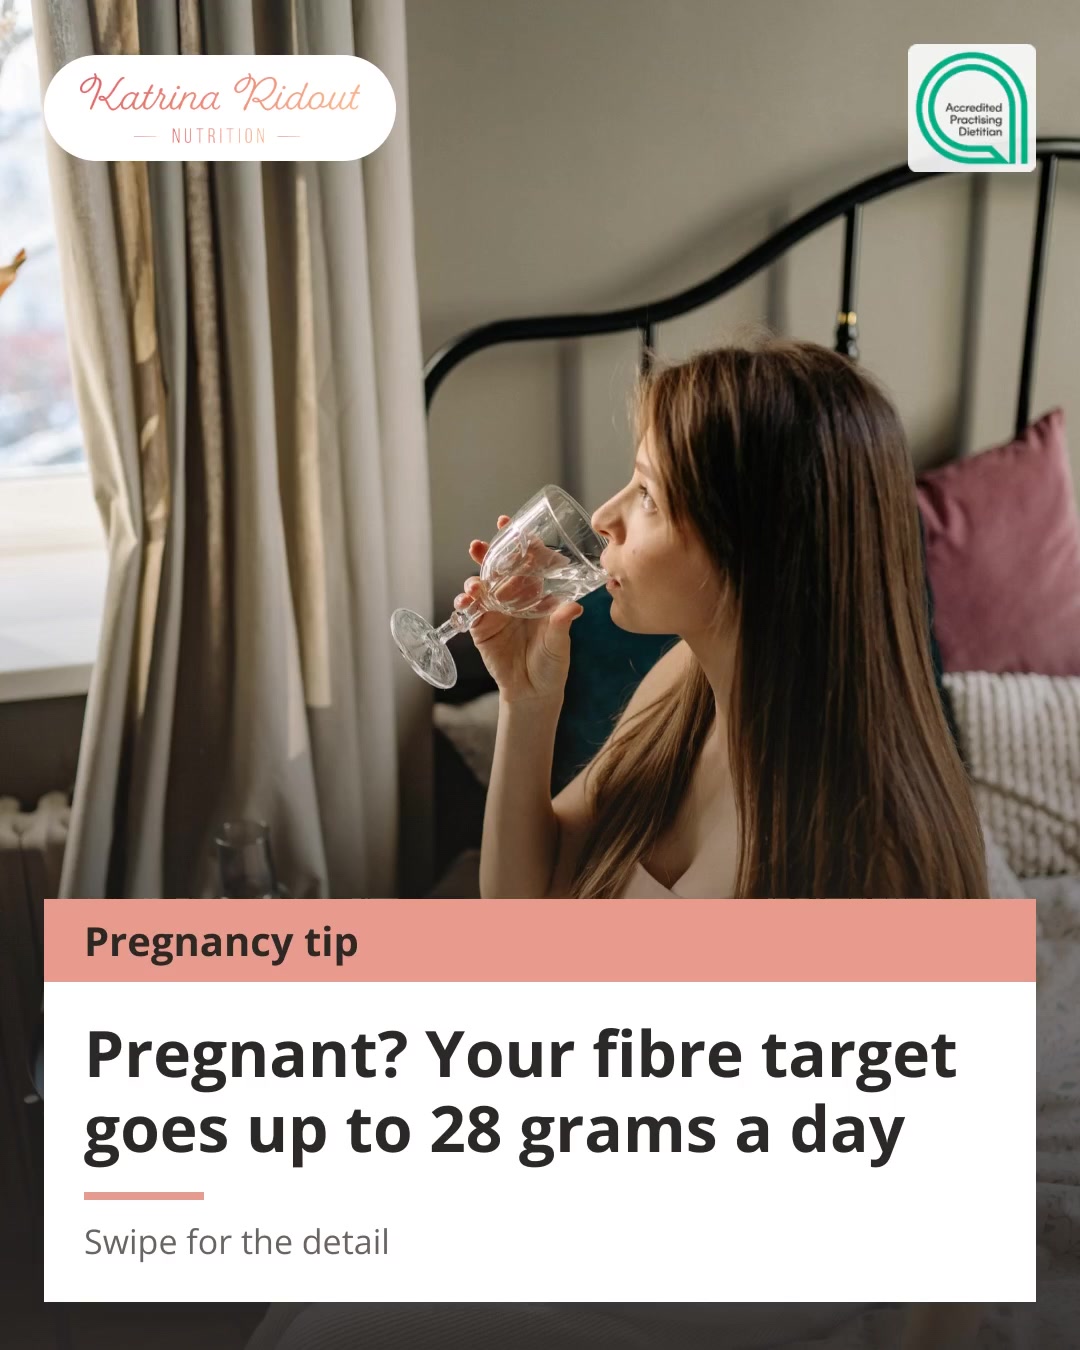 Katrina Ridout
NUTRITION
Accredited
Practising
Dietitian
Pregnancy tip
Pregnant? Your fibre target
goes up to 28 grams a day
Swipe for the detail